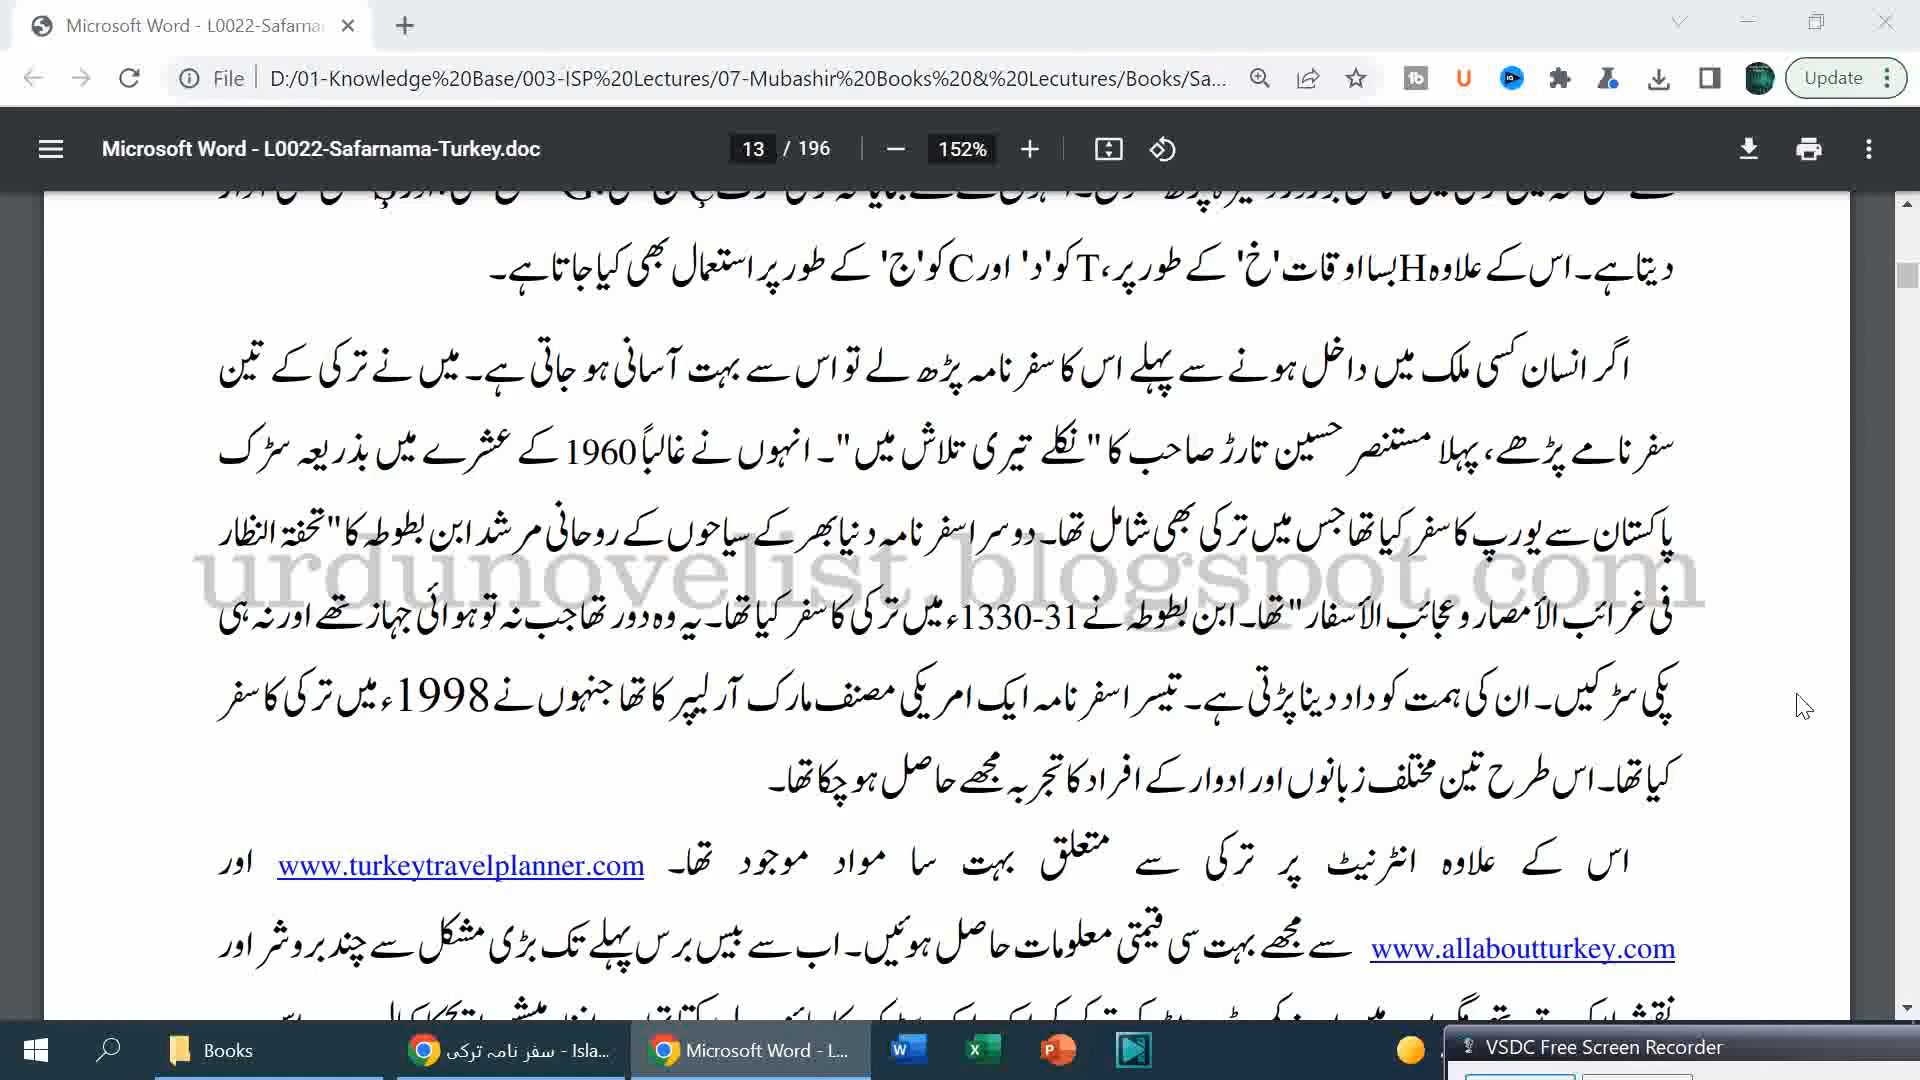 Microsoft Word - L0022-Safarna
File
D:/01-Knowledge%20Base/003-ISP%20Lectures/07-Mubashir%20Books%20&%20Lecutures/Books/Sa...
Update
Microsoft Word - L0022-Safarnama-Turkey.doc
13 / 196
152%
دیتا ہے۔ اس کے علاوہ H بسا اوقات 'خ' کے طور پر، T کو 'د' اور C کو 'ج' کے طور پر استعمال بھی کیا جاتا ہے۔
اگر انسان کسی ملک میں داخل ہونے سے پہلے اس کا سفر نامہ پڑھ لے تو اس سے بہت آسانی ہو جاتی ہے۔ میں نے ترکی کے تین
سفر نامے پڑھے، پہلا مستنصر حسین تارڑ صاحب کا "نکلے تیری تلاش میں"۔ انہوں نے غالباً 1960 کے عشرے میں بذریعہ سڑک
پاکستان سے یورپ کا سفر کیا تھا جس میں ترکی بھی شامل تھا۔ دوسرا سفر نامہ دنیا بھر کے سیاحوں کے روحانی مرشد ابن بطوطہ کا "تحفۃ النظار
urdunovelist.blogspot.com
فی غرائب الأمصار و عجائب الأسفار" تھا۔ ابن بطوطہ نے 31-1330ء میں ترکی کا سفر کیا تھا۔ یہ وہ دور تھا جب نہ تو ہوائی جہاز تھے اور نہ ہی
پکی سڑکیں۔ ان کی ہمت کو داد دینا پڑتی ہے۔ تیسرا سفر نامہ ایک امریکی مصنف مارک آر لیپر کا تھا جنہوں نے 1998ء میں ترکی کا سفر
کیا تھا۔ اس طرح تین مختلف زبانوں اور ادوار کے افراد کا تجربہ مجھے حاصل ہو چکا تھا۔
اس کے علاوہ انٹرنیٹ پر ترکی سے متعلق بہت سا مواد موجود تھا۔ www.turkeytravelplanner.com اور
www.allaboutturkey.com سے مجھے بہت سی قیمتی معلومات حاصل ہوئیں۔ اب سے بیس برس پہلے تک بڑی مشکل سے چند بروشر اور
Books
سفر نامہ ترکی - Isla...
Microsoft Word - L...
VSDC Free Screen Recorder